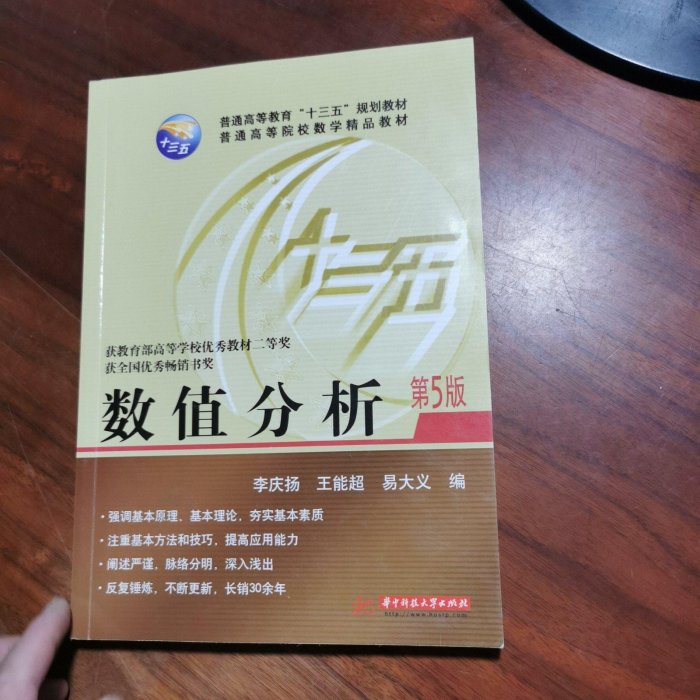 普通高等教育“十三五”规划教材
普通高等院校数学精品教材
十三五
十三五
获教育部高等学校优秀教材二等奖
获全国优秀畅销书奖
数值分析 第5版
李庆扬 王能超 易大义 编
·强调基本原理、基本理论，夯实基本素质
·注重基本方法和技巧，提高应用能力
·阐述严谨，脉络分明，深入浅出
·反复锤炼，不断更新，长销30余年
华中科技大学出版社
http://www.hustp.com